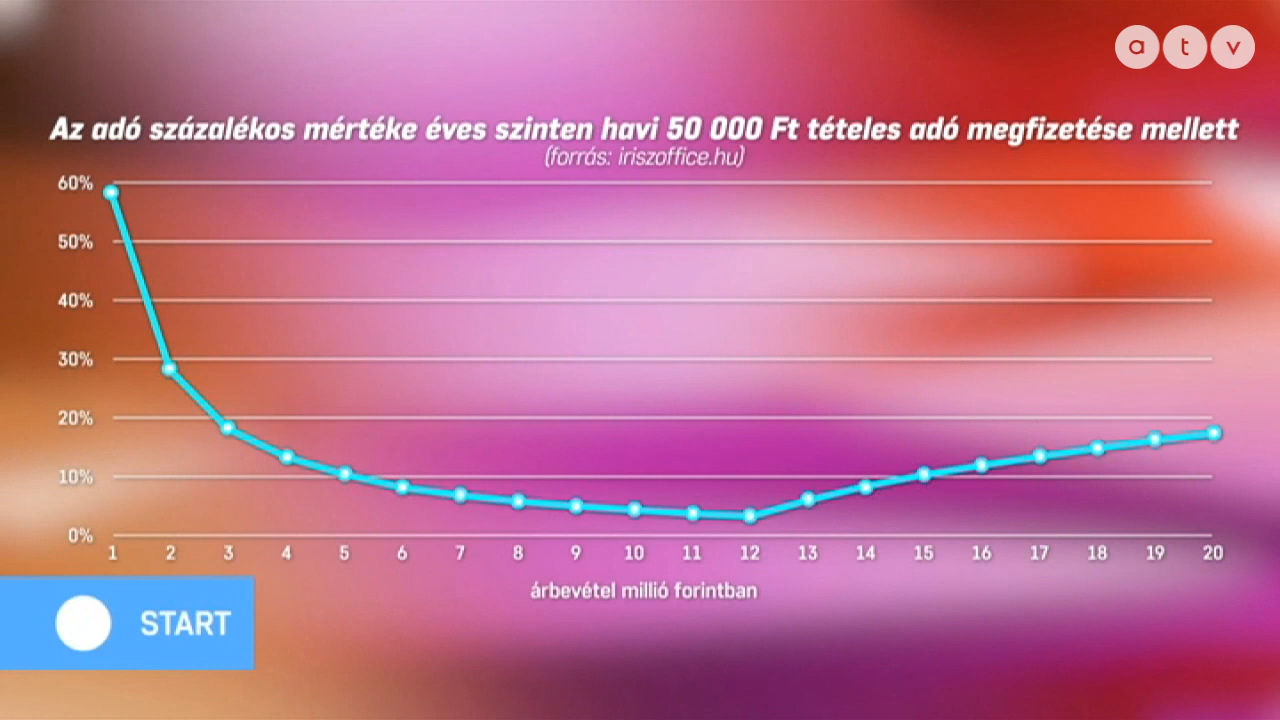 atv
Az adó százalékos mértéke éves szinten havi 50 000 Ft tételes adó megfizetése mellett
(forrás: iriszoffice.hu)
60%
50%
40%
30%
20%
10%
0%
1 2 3 4 5 6 7 8 9 10 11 12 13 14 15 16 17 18 19 20
árbevétel millió forintban
START